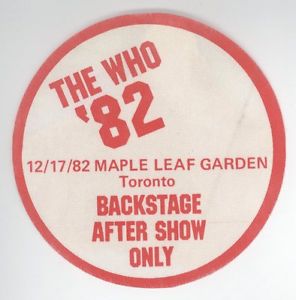 THE WHO
'82
12/17/82 MAPLE LEAF GARDEN
Toronto
BACKSTAGE
AFTER SHOW
ONLY